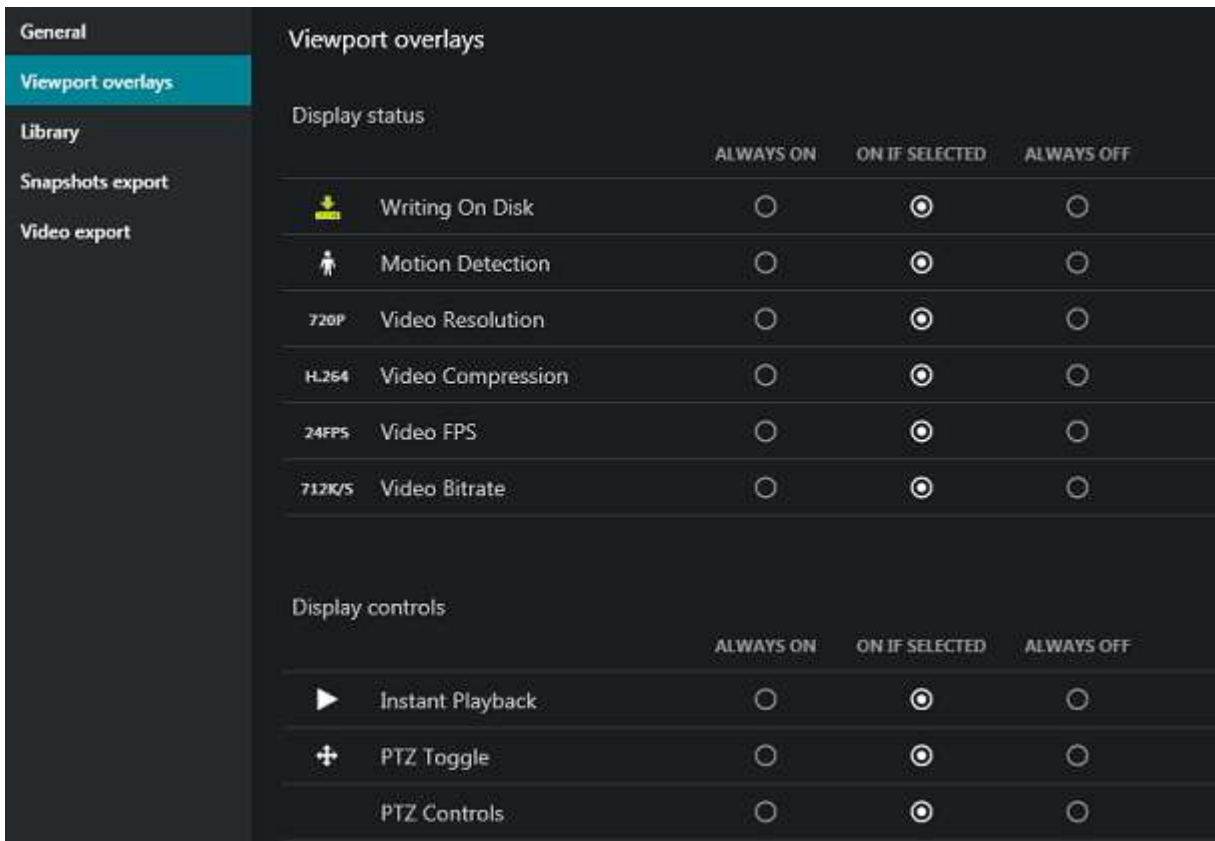 General
Viewport overlays
Library
Snapshots export
Video export
Viewport overlays
Display status
ALWAYS ON ON IF SELECTED ALWAYS OFF
Writing On Disk
Motion Detection
720P Video Resolution
H.264 Video Compression
24FPS Video FPS
712K/S Video Bitrate
Display controls
ALWAYS ON ON IF SELECTED ALWAYS OFF
Instant Playback
PTZ Toggle
PTZ Controls